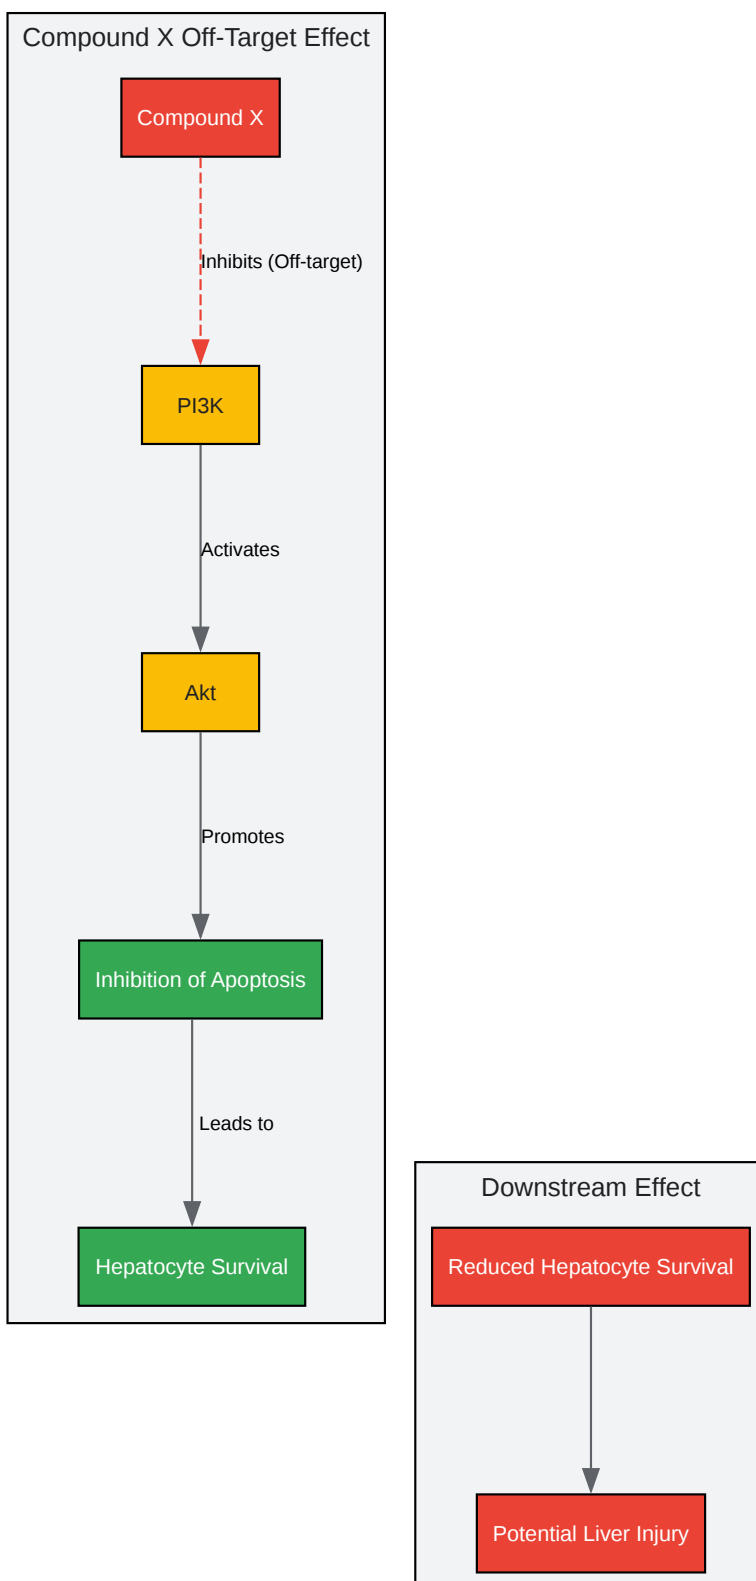 Compound X Off-Target Effect
Compound X
Inhibits (Off-target)
PI3K
Activates
Akt
Promotes
Inhibition of Apoptosis
Leads to
Hepatocyte Survival
Downstream Effect
Reduced Hepatocyte Survival
Potential Liver Injury